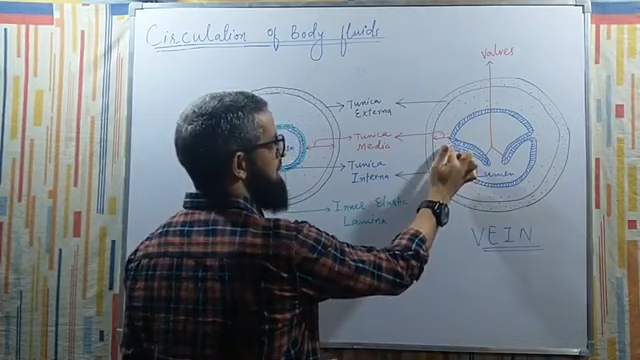 Circulation of Body fluids
valves
Tunica
Externa
Tunica
Media
Tunica
Interna
Lumen
Inner Elastic
Lamina
VEIN